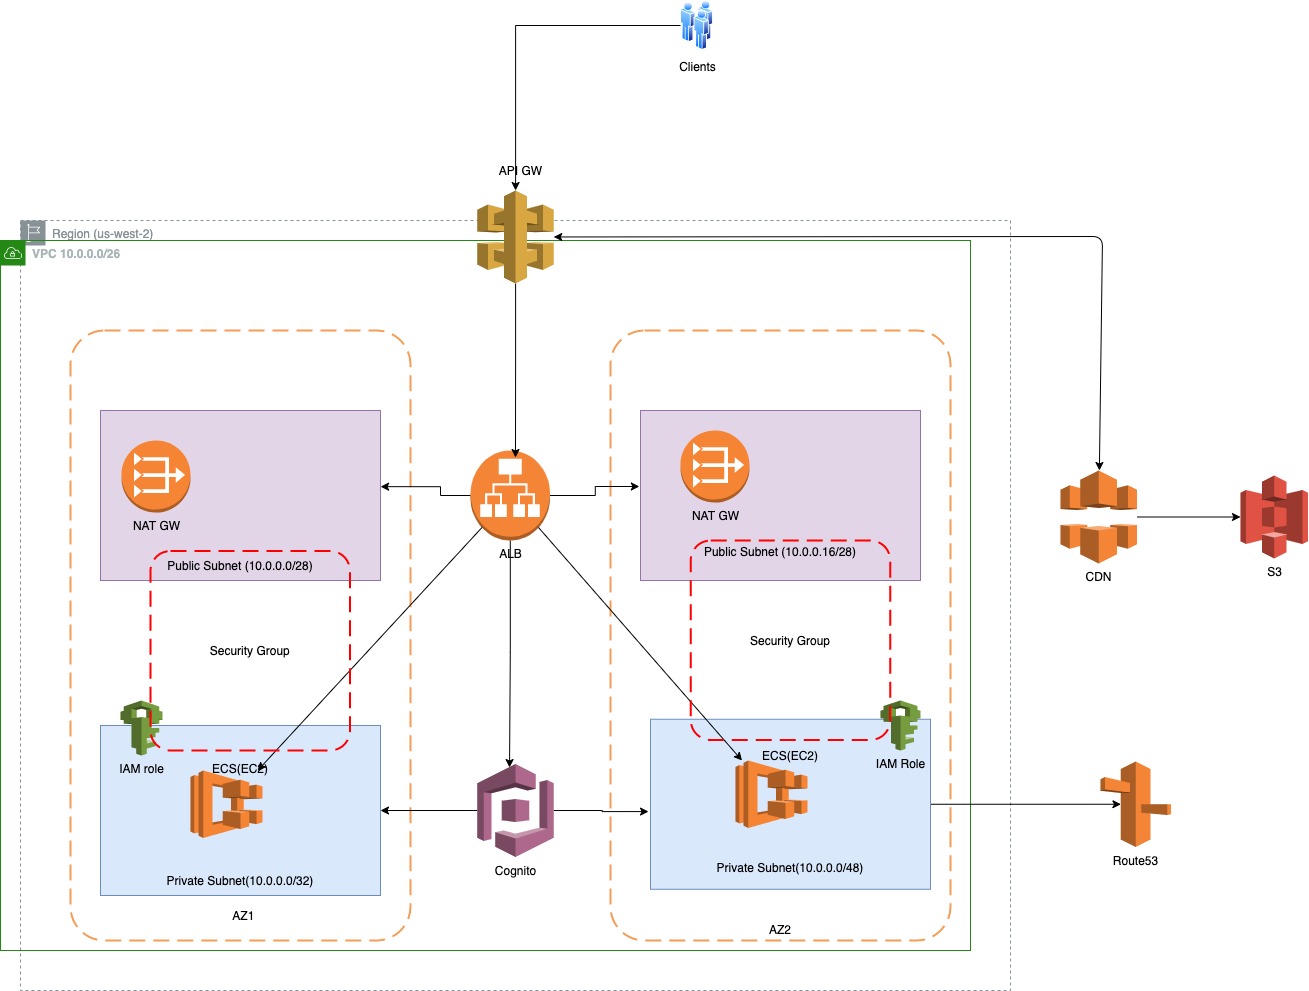 Clients
API GW
Region (us-west-2)
VPC 10.0.0.0/26
NAT GW
NAT GW
ALB
Public Subnet (10.0.0.0/28)
Public Subnet (10.0.0.16/28)
CDN
S3
Security Group
Security Group
IAM role
ECS(EC2)
ECS(EC2)
IAM Role
Cognito
Route53
Private Subnet(10.0.0.0/32)
Private Subnet(10.0.0.0/48)
AZ1
AZ2